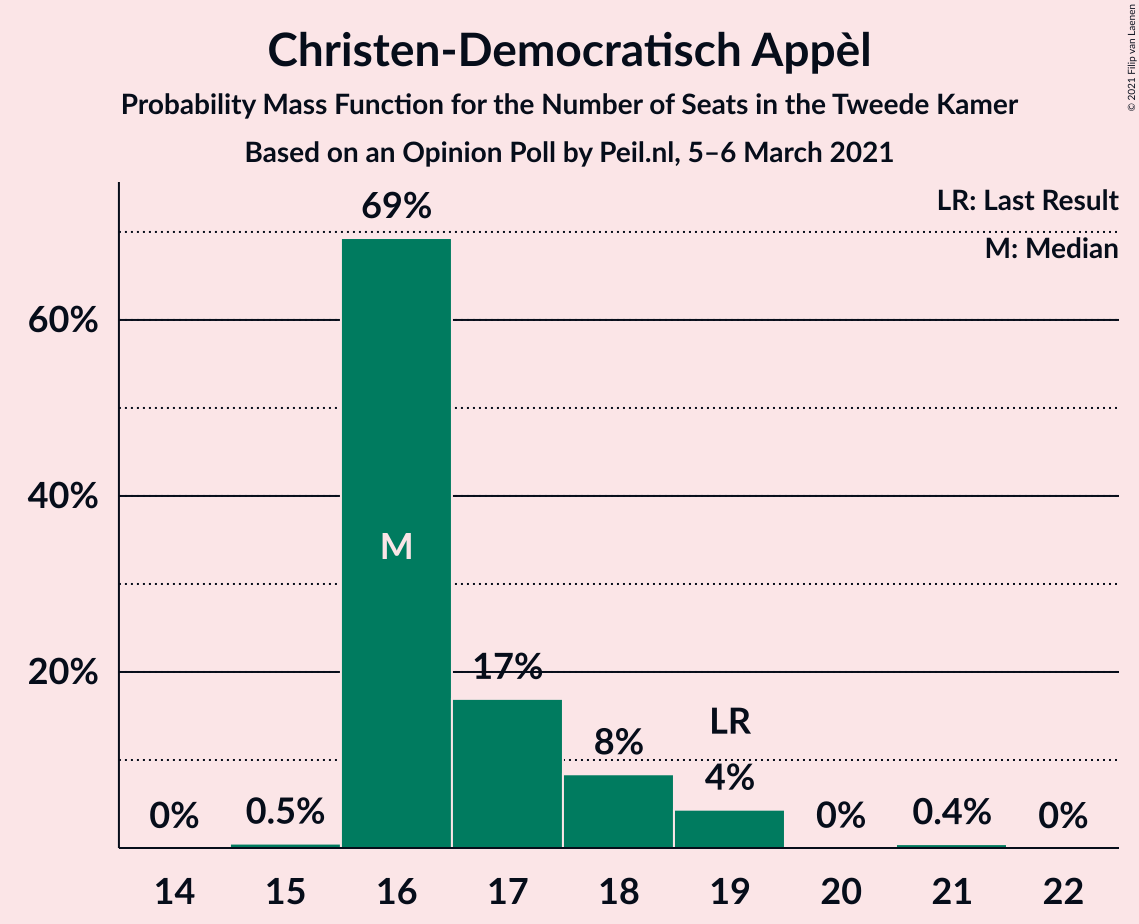 Christen-Democratisch Appèl
Probability Mass Function for the Number of Seats in the Tweede Kamer
Based on an Opinion Poll by Peil.nl, 5–6 March 2021
© 2021 Filip van Laenen
LR: Last Result
M: Median
69%
60%
40%
M
20%
17%
LR
8%
4%
0%
0.5%
0%
0.4%
0%
14 15 16 17 18 19 20 21 22